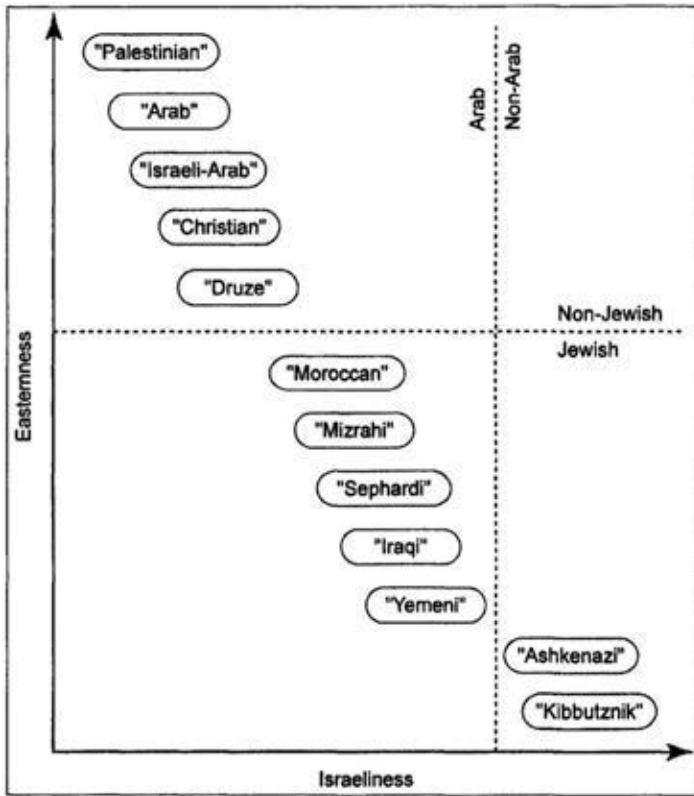 "Palestinian"
"Arab"
"Israeli-Arab"
"Christian"
"Druze"
Arab
Non-Arab
Non-Jewish
Jewish
"Moroccan"
"Mizrahi"
"Sephardi"
"Iraqi"
"Yemeni"
"Ashkenazi"
"Kibbutznik"
Easternness
Israeliness